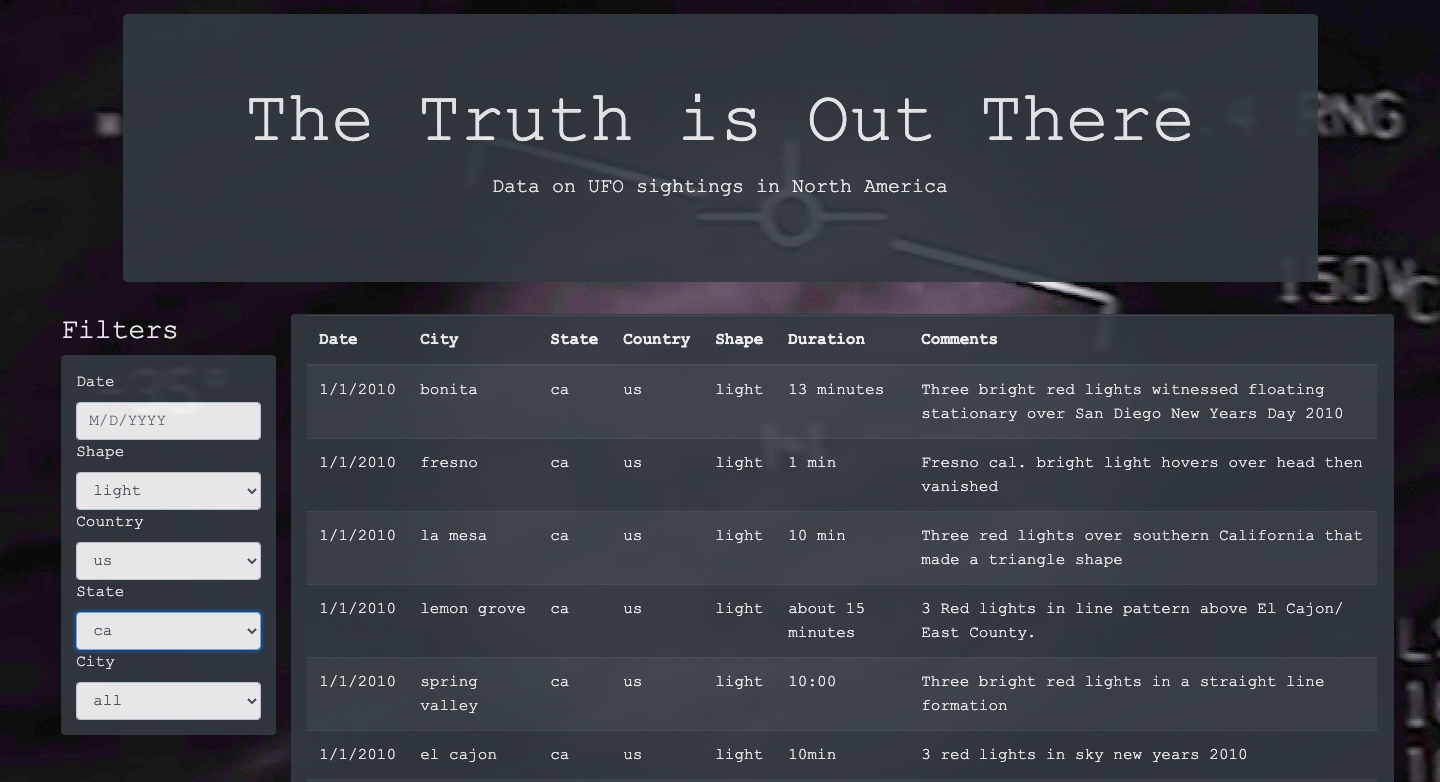 The Truth is Out There
Data on UFO sightings in North America
RNG
150
Filters
Date
M/D/YYYY
Shape
light
Country
us
State
ca
City
all
Date City State Country Shape Duration Comments
1/1/2010 bonita ca us light 13 minutes Three bright red lights witnessed floating
stationary over San Diego New Years Day 2010
1/1/2010 fresno ca us light 1 min Fresno cal. bright light hovers over head then
vanished
1/1/2010 la mesa ca us light 10 min Three red lights over southern California that
made a triangle shape
1/1/2010 lemon grove ca us light about 15 3 Red lights in line pattern above El Cajon/
minutes East County.
1/1/2010 spring ca us light 10:00 Three bright red lights in a straight line
valley formation
1/1/2010 el cajon ca us light 10min 3 red lights in sky new years 2010